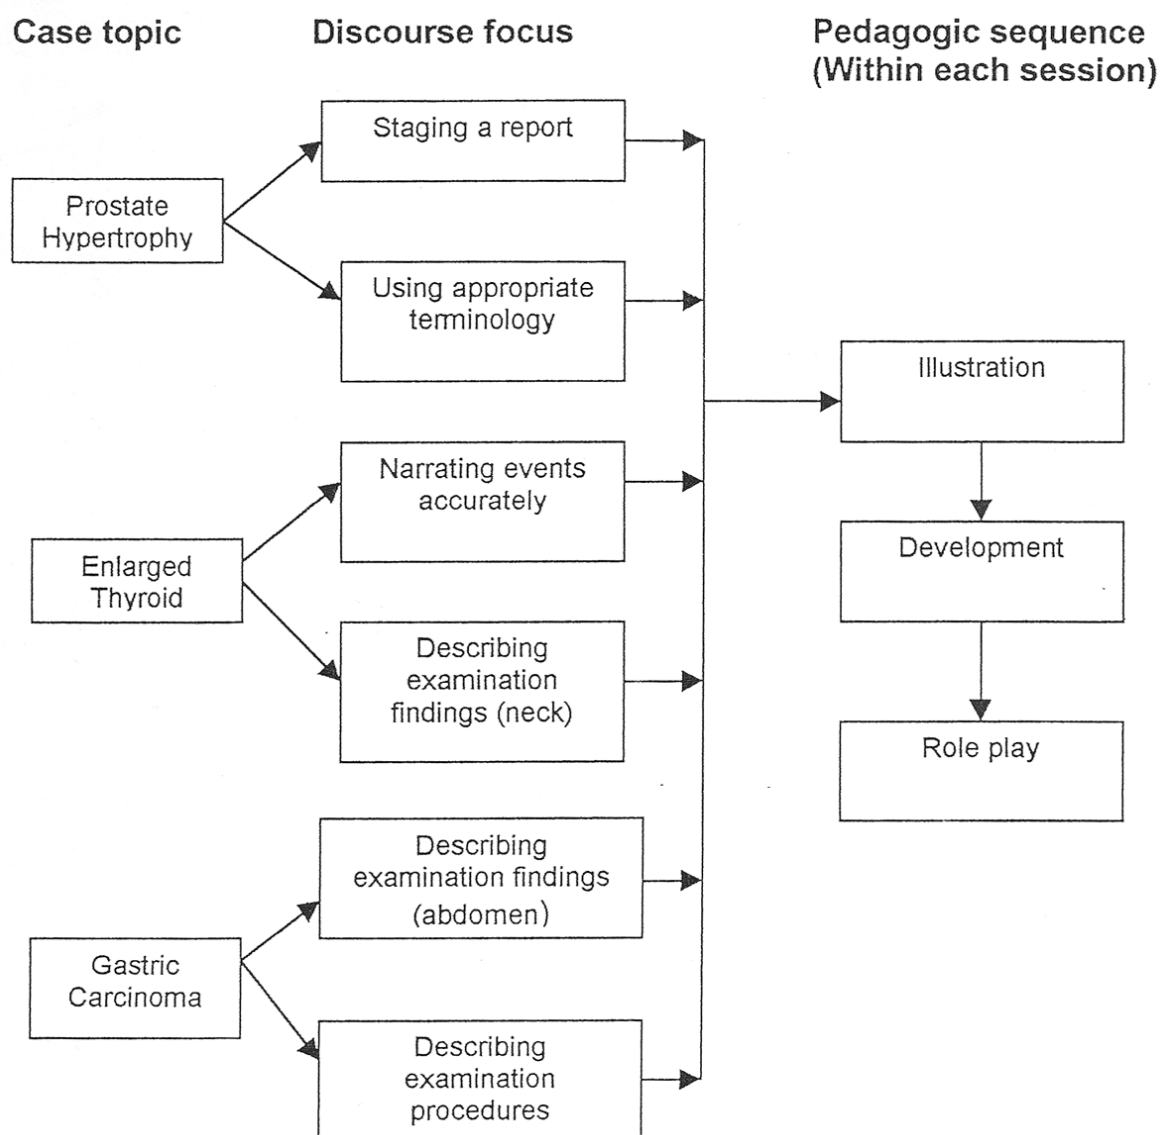 Case topic
Discourse focus
Pedagogic sequence
(Within each session)
Staging a report
Prostate
Hypertrophy
Using appropriate
terminology
Illustration
Narrating events
accurately
Development
Enlarged
Thyroid
Describing
examination
findings (neck)
Role play
Describing
examination findings
(abdomen)
Gastric
Carcinoma
Describing
examination
procedures